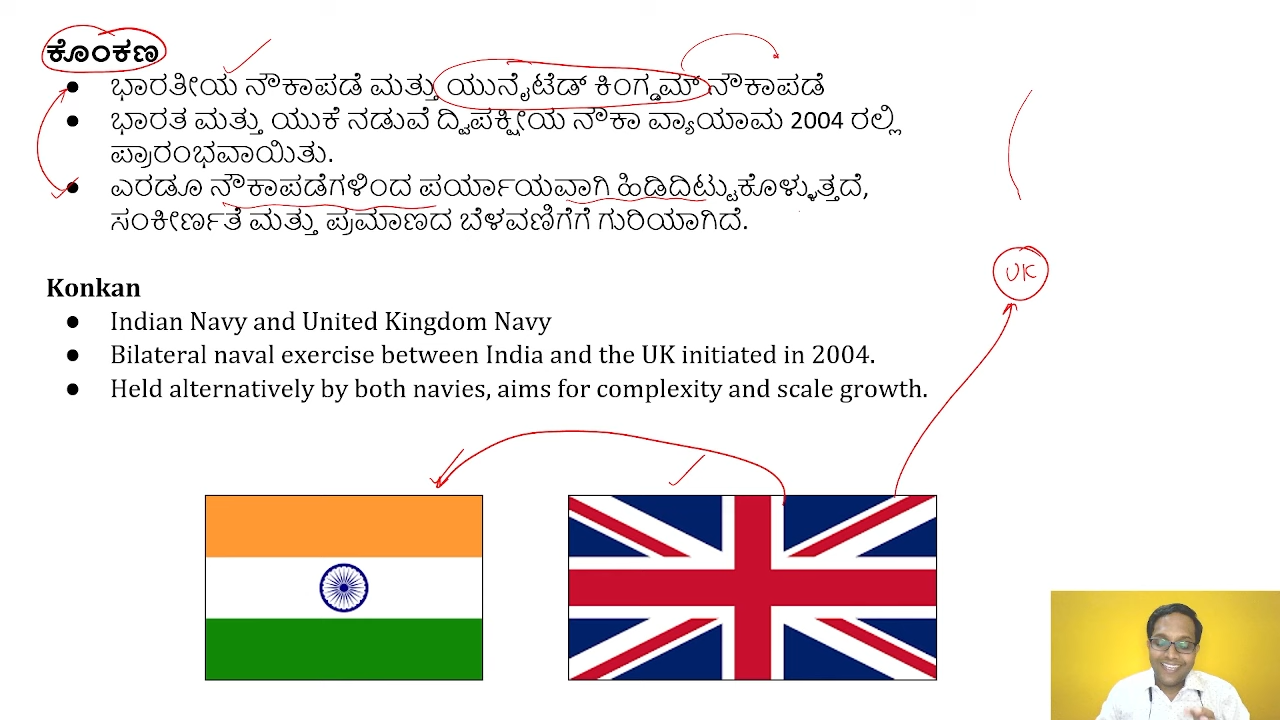 ಕೊಂಕಣ
● ಭಾರತೀಯ ನೌಕಾಪಡೆ ಮತ್ತು ಯುನೈಟೆಡ್ ಕಿಂಗ್ಡಮ್ ನೌಕಾಪಡೆ
● ಭಾರತ ಮತ್ತು ಯುಕೆ ನಡುವೆ ದ್ವಿಪಕ್ಷೀಯ ನೌಕಾ ವ್ಯಾಯಾಮ 2004 ರಲ್ಲಿ
ಪ್ರಾರಂಭವಾಯಿತು.
● ಎರಡೂ ನೌಕಾಪಡೆಗಳಿಂದ ಪರ್ಯಾಯವಾಗಿ ಹಿಡಿದಿಟ್ಟುಕೊಳ್ಳುತ್ತದೆ,
ಸಂಕೀರ್ಣತೆ ಮತ್ತು ಪ್ರಮಾಣದ ಬೆಳವಣಿಗೆಗೆ ಗುರಿಯಾಗಿದೆ.
UK
Konkan
● Indian Navy and United Kingdom Navy
● Bilateral naval exercise between India and the UK initiated in 2004.
● Held alternatively by both navies, aims for complexity and scale growth.